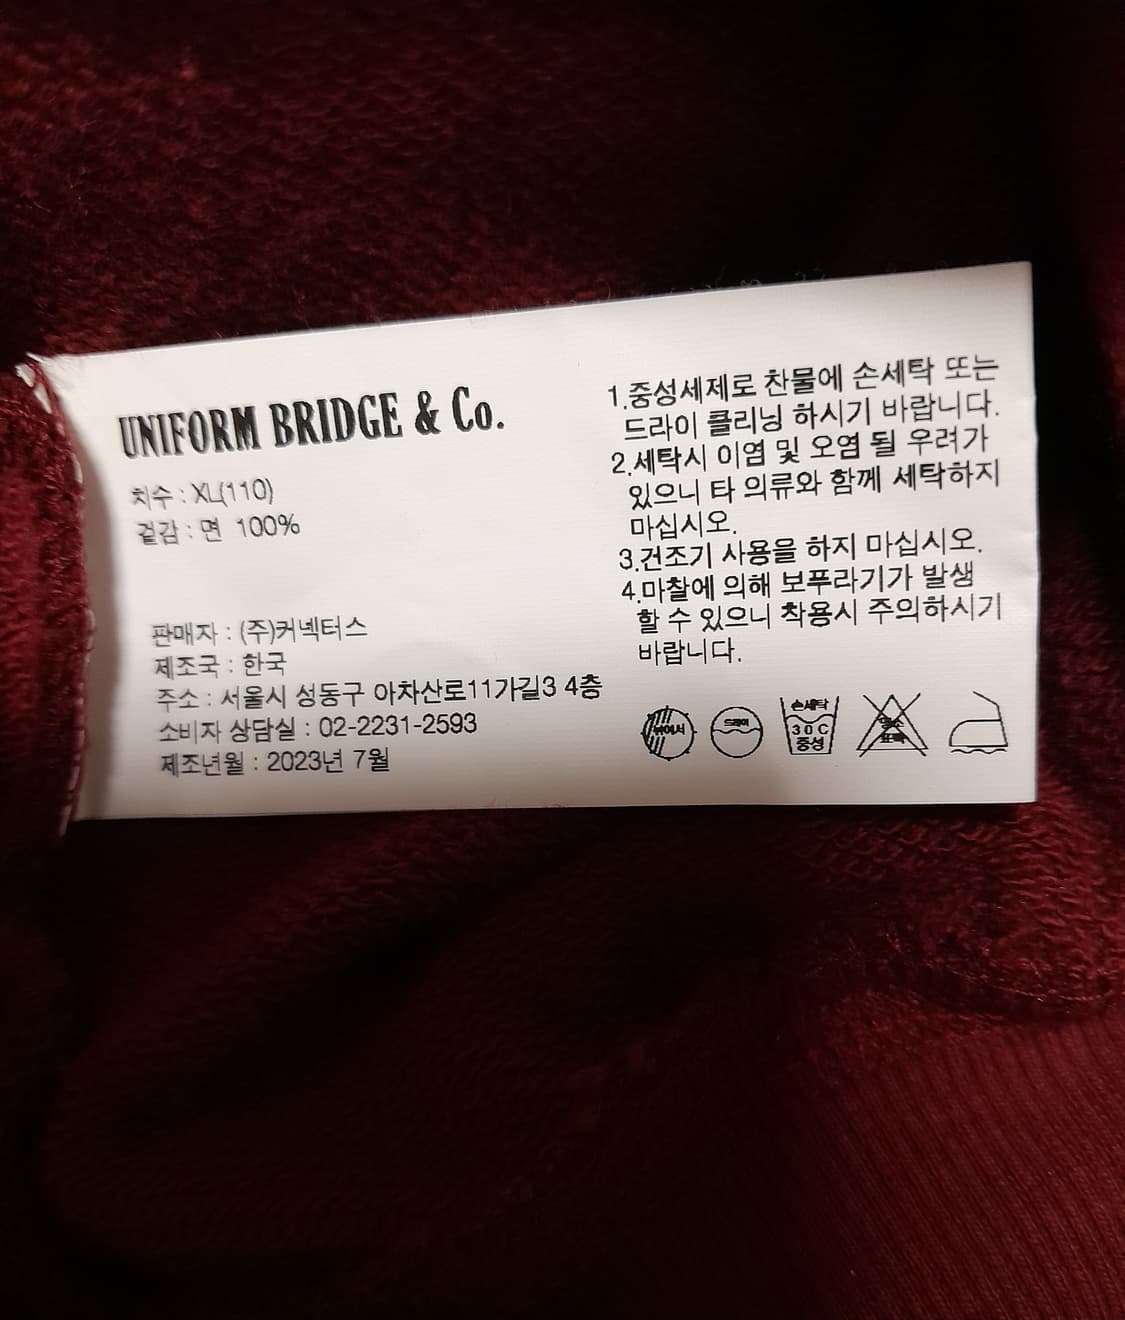 UNIFORM BRIDGE & Co.
치수 : XL(110)
겉감 : 면 100%
판매자 : (주)커넥터스
제조국 : 한국
주소 : 서울시 성동구 아차산로11가길3 4층
소비자 상담실 : 02-2231-2593
제조년월 : 2023년 7월
1.중성세제로 찬물에 손세탁 또는
드라이 클리닝 하시기 바랍니다.
2.세탁시 이염 및 오염 될 우려가
있으니 타 의류와 함께 세탁하지
마십시오.
3.건조기 사용을 하지 마십시오.
4.마찰에 의해 보푸라기가 발생
할 수 있으니 착용시 주의하시기
바랍니다.
뉘어서
드라이
손세탁
30C
중성
염소
표백